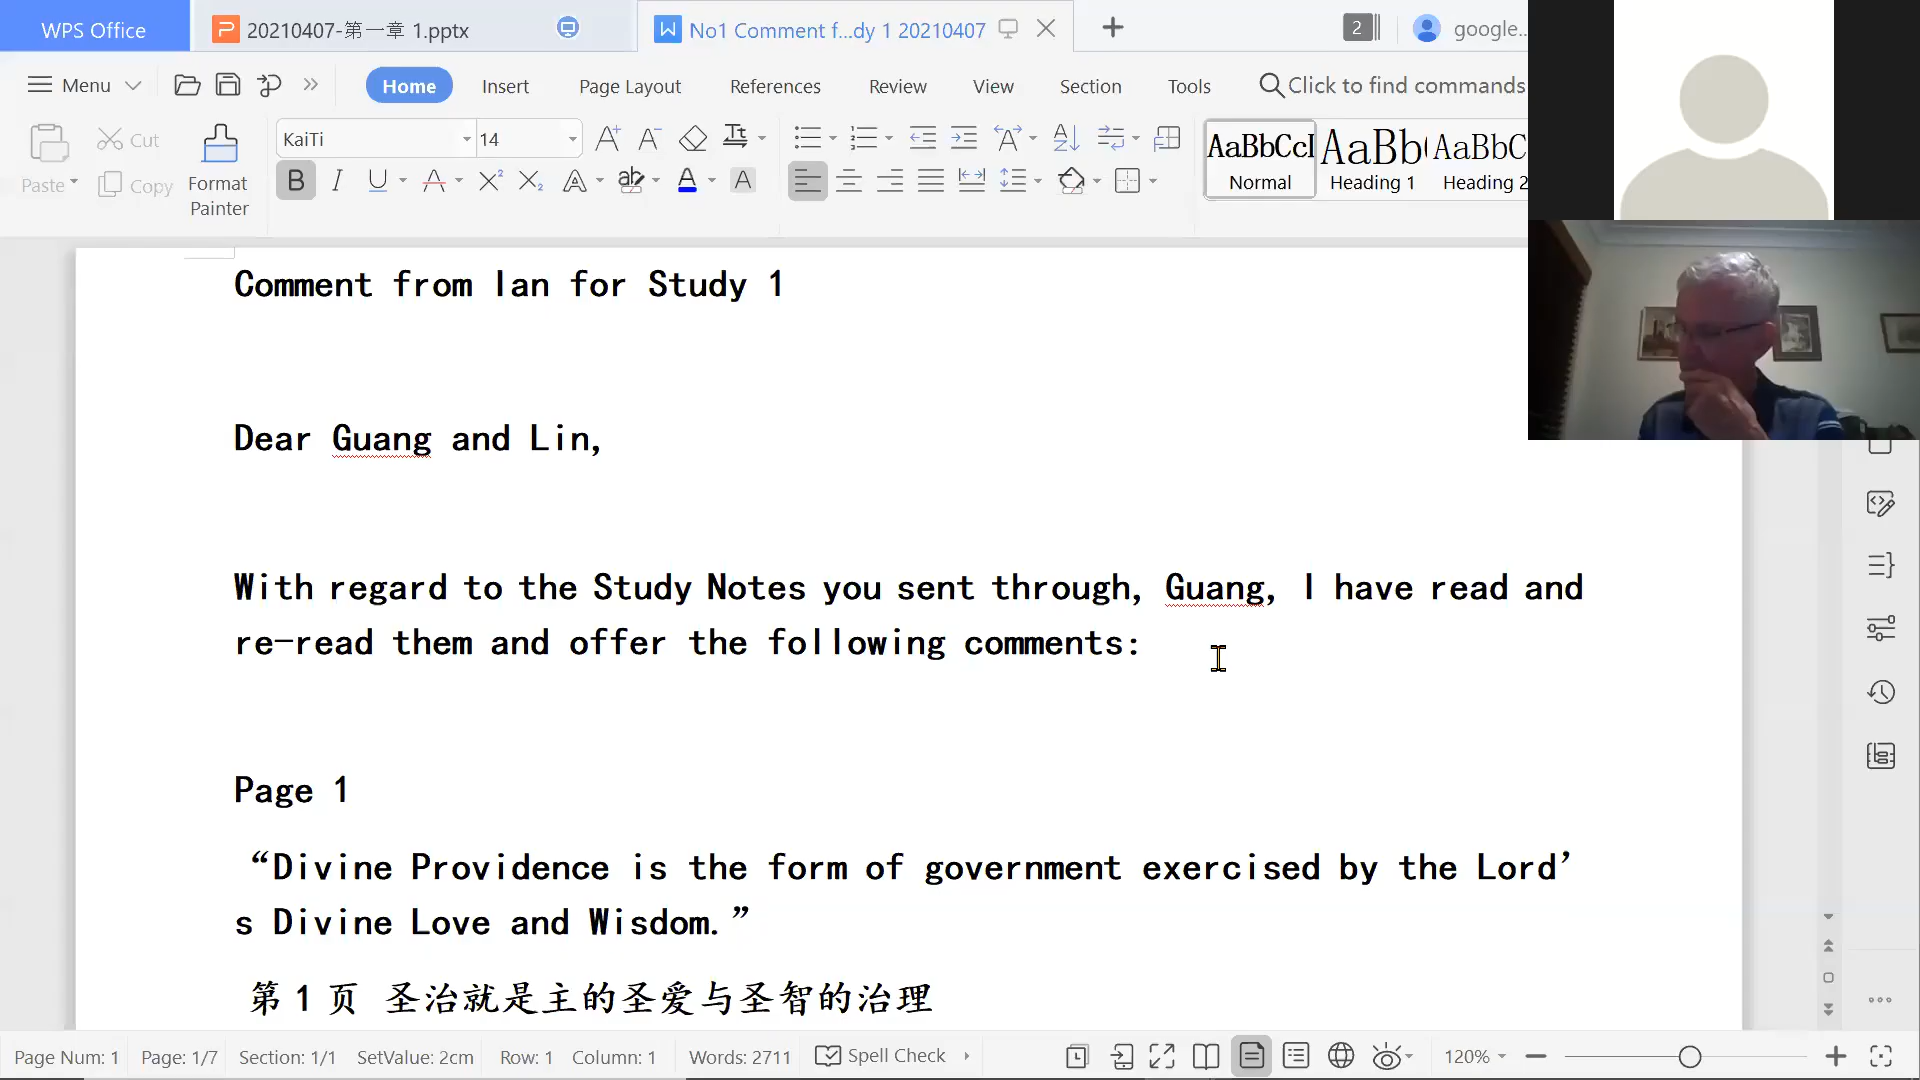 WPS Office
20210407-第一章 1.pptx
No1 Comment f...dy 1 20210407
2
google...
Menu
Home
Insert
Page Layout
References
Review
View
Section
Tools
Click to find commands
Paste
Cut
Copy
Format
Painter
KaiTi
14
AaBbCcI
Normal
AaBb(
Heading 1
AaBbC
Heading 2
Comment from Ian for Study 1
Dear Guang and Lin,
With regard to the Study Notes you sent through, Guang, I have read and
re-read them and offer the following comments:
Page 1
“Divine Providence is the form of government exercised by the Lord’
s Divine Love and Wisdom.”
第 1 页 圣治就是主的圣爱与圣智的治理
Page Num: 1
Page: 1/7
Section: 1/1
SetValue: 2cm
Row: 1
Column: 1
Words: 2711
Spell Check
120%